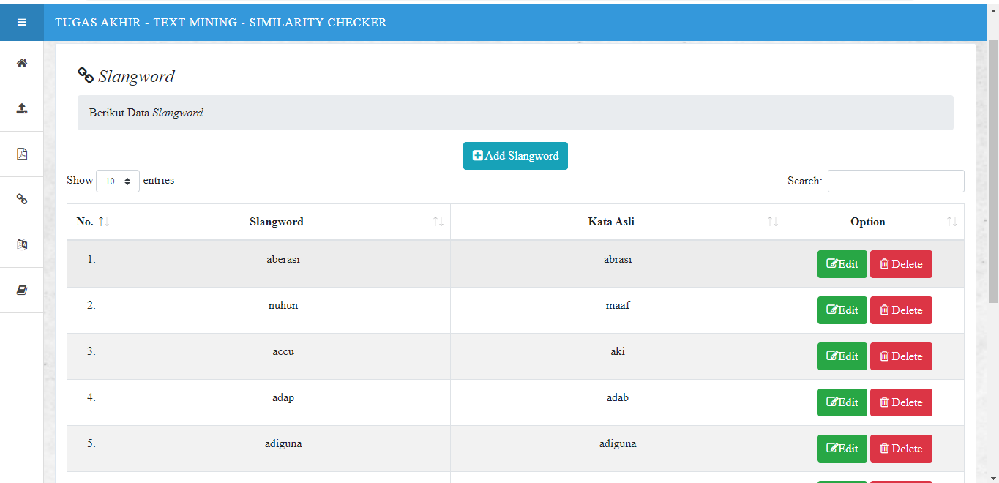 TUGAS AKHIR - TEXT MINING - SIMILARITY CHECKER
Slangword
Berikut Data Slangword
Add Slangword
Show 10 entries Search:
No. Slangword Kata Asli Option
1. aberasi abrasi Edit Delete
2. nuhun maaf Edit Delete
3. accu aki Edit Delete
4. adap adab Edit Delete
5. adiguna adiguna Edit Delete